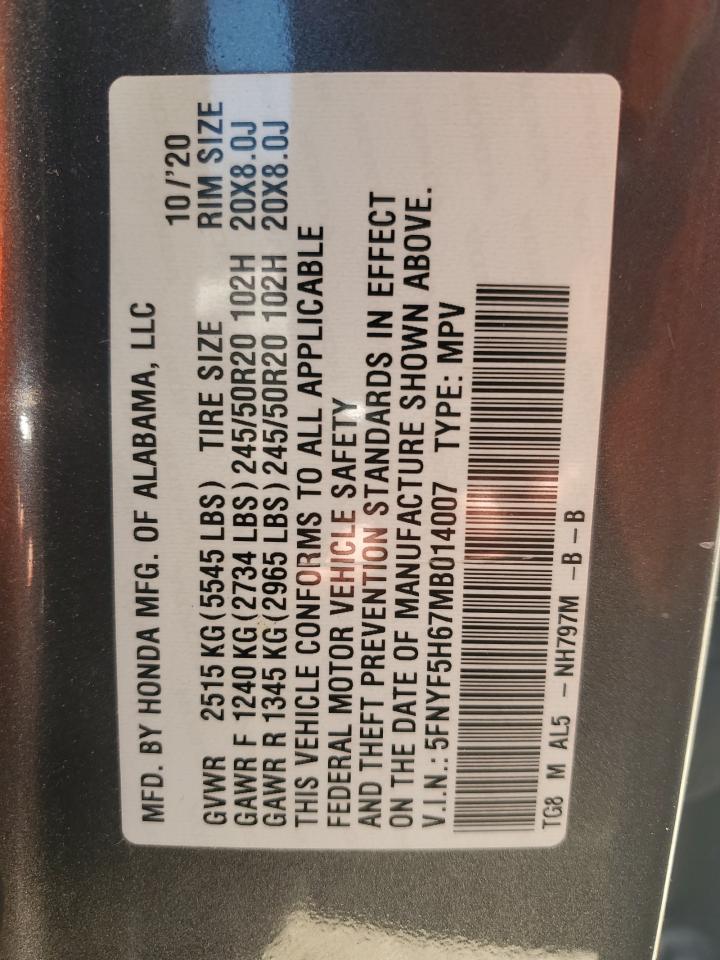 MFD. BY HONDA MFG. OF ALABAMA, LLC
10/'20
GVWR 2515 KG(5545 LBS) TIRE SIZE RIM SIZE
GAWR F 1240 KG(2734 LBS)245/50R20 102H 20X8.0J
GAWR R 1345 KG(2965 LBS)245/50R20 102H 20X8.0J
THIS VEHICLE CONFORMS TO ALL APPLICABLE
FEDERAL MOTOR VEHICLE SAFETY
AND THEFT PREVENTION STANDARDS IN EFFECT
ON THE DATE OF MANUFACTURE SHOWN ABOVE.
V.I.N.: 5FNYF5H67MB014007 TYPE: MPV
TG8 M AL5 -NH797M -B-B